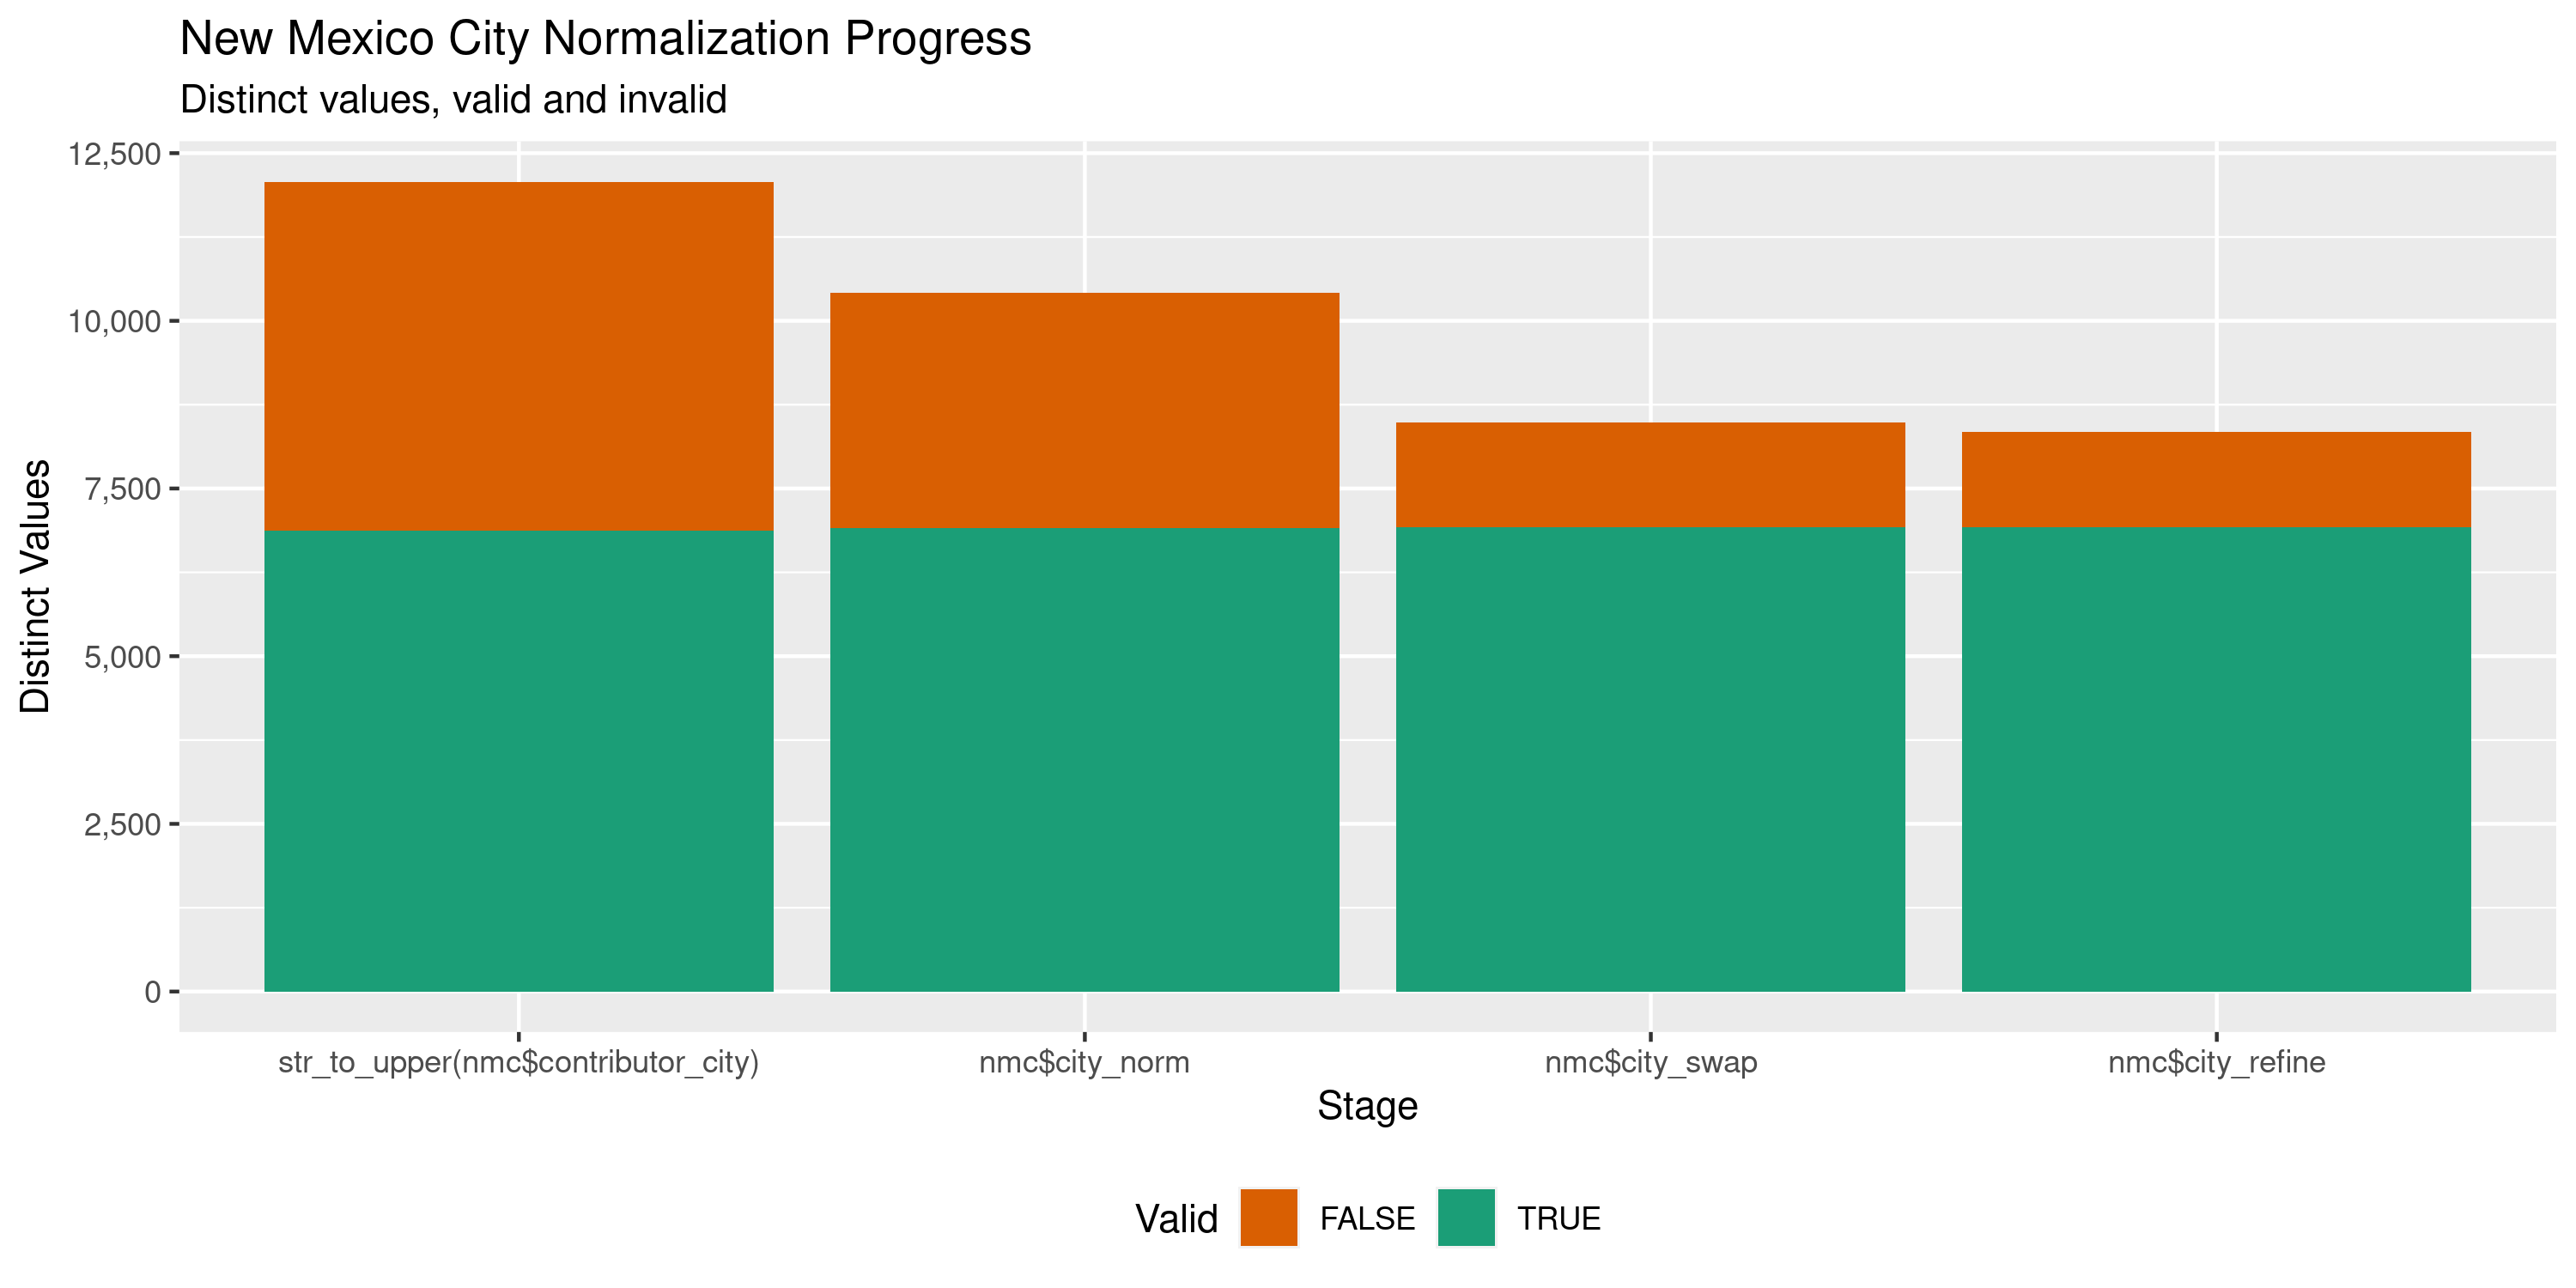 New Mexico City Normalization Progress
Distinct values, valid and invalid
12,500
10,000
7,500
5,000
2,500
0
Distinct Values
str_to_upper(nmc$contributor_city)
nmc$city_norm
nmc$city_swap
nmc$city_refine
Stage
Valid FALSE TRUE